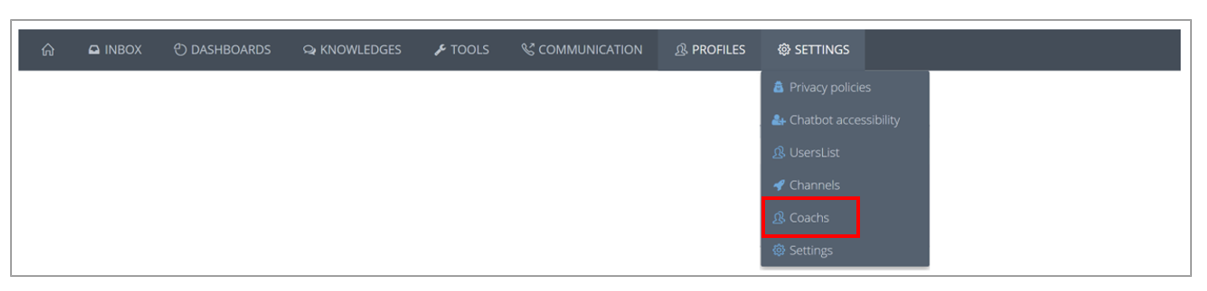 INBOX DASHBOARDS KNOWLEDGES TOOLS COMMUNICATION PROFILES SETTINGS
Privacy policies
Chatbot accessibility
UsersList
Channels
Coachs
Settings